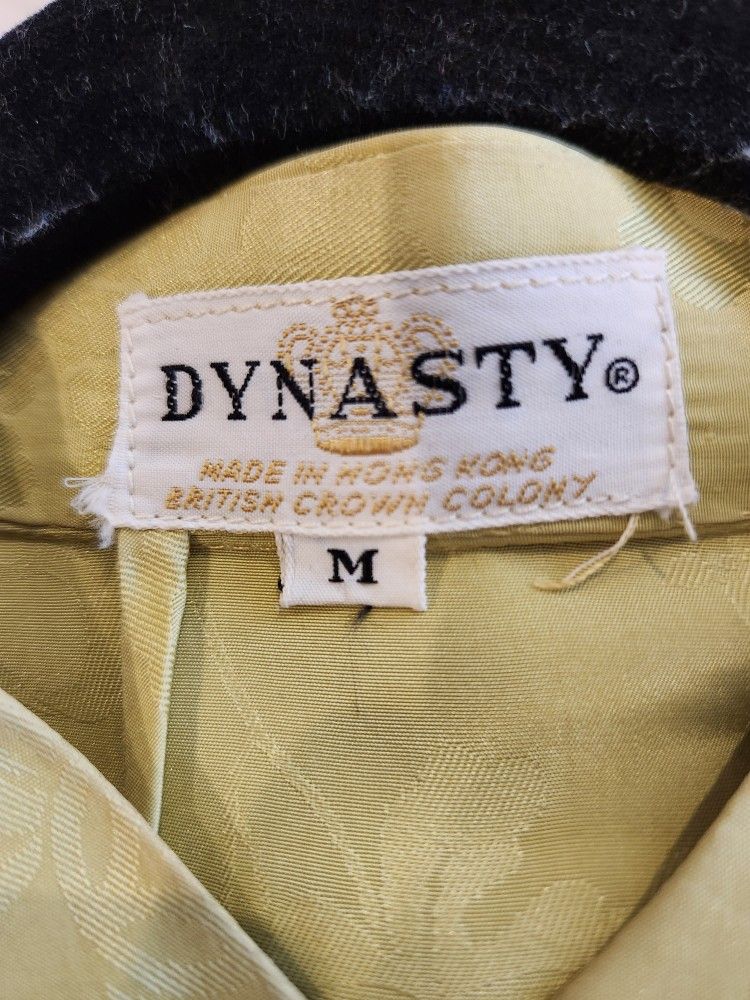 DYNASTY®
MADE IN HONG KONG
BRITISH CROWN COLONY
M